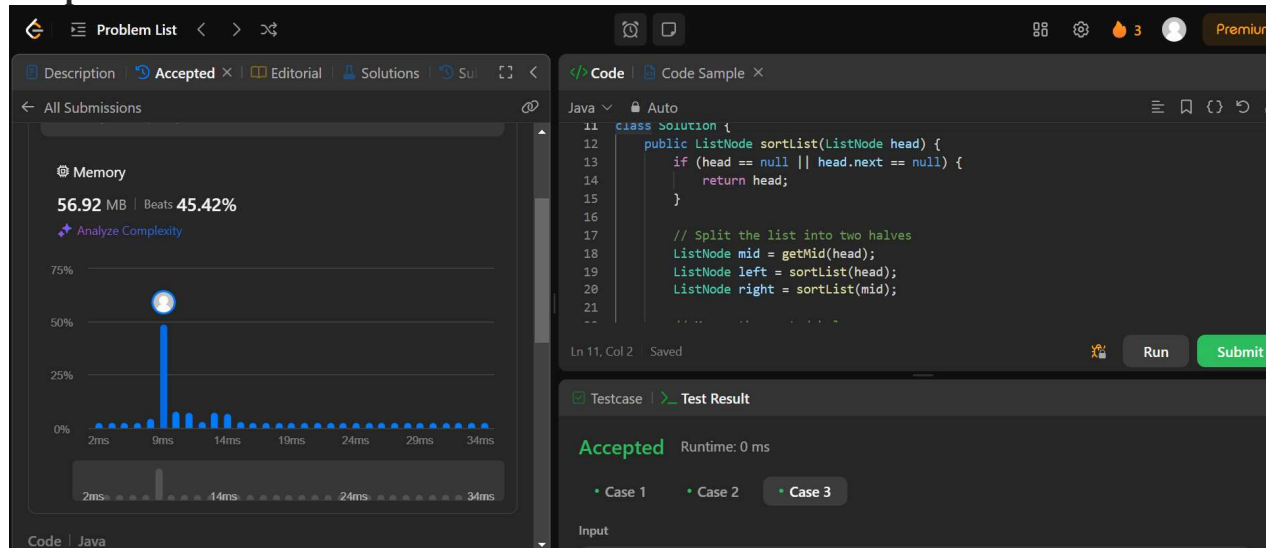 Problem List
3
Premium
Description
Accepted
Editorial
Solutions
Su
Code
Code Sample
All Submissions
Java
Auto
Memory
56.92 MB | Beats 45.42%
Analyze Complexity
75%
50%
25%
0%
2ms 9ms 14ms 19ms 24ms 29ms 34ms
2ms 14ms 24ms 34ms
Code | Java
11 class Solution {
12 public ListNode sortList(ListNode head) {
13 if (head == null || head.next == null) {
14 return head;
15 }
16
17 // Split the list into two halves
18 ListNode mid = getMid(head);
19 ListNode left = sortList(head);
20 ListNode right = sortList(mid);
21
Ln 11, Col 2 | Saved
Run
Submit
Testcase
Test Result
Accepted Runtime: 0 ms
• Case 1 • Case 2 • Case 3
Input